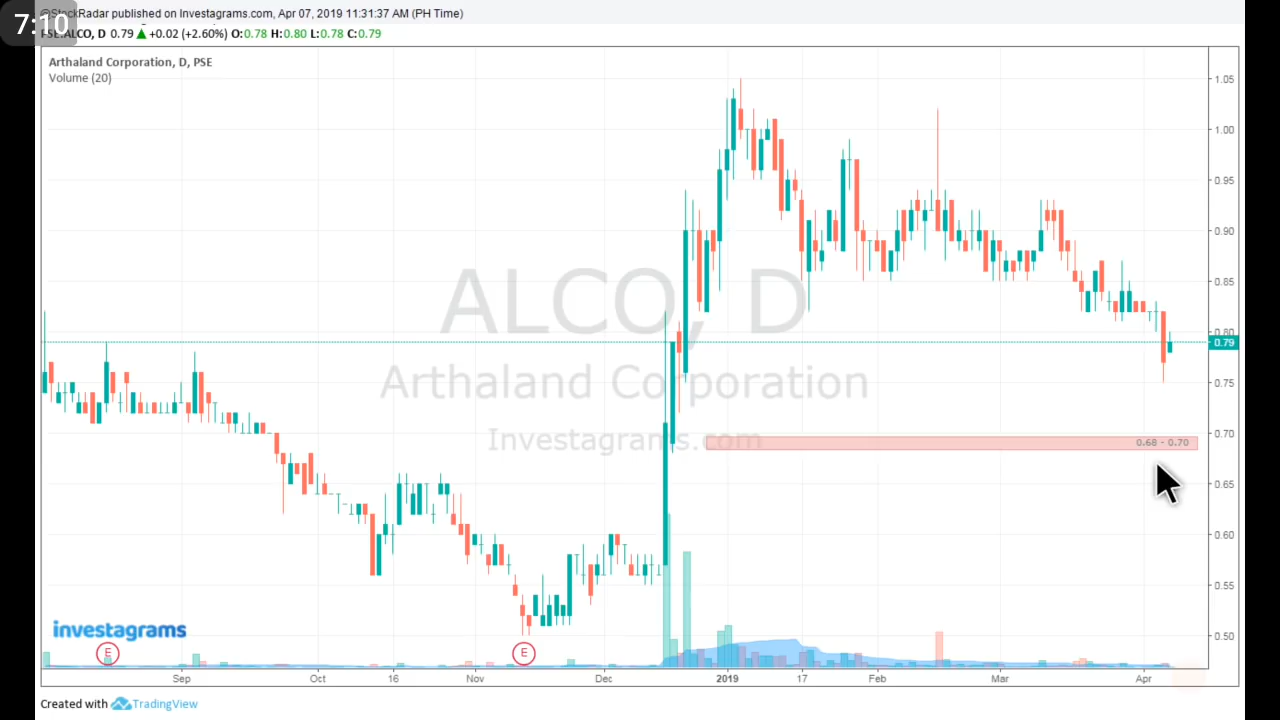 7:10
@StockRadar published on Investagrams.com, Apr 07, 2019 11:31:37 AM (PH Time)
PSE:ALCO, D 0.79 ▲ +0.02 (+2.60%) O:0.78 H:0.80 L:0.78 C:0.79
Arthaland Corporation, D, PSE
Volume (20)
1.05
1.00
0.95
0.90
0.85
0.80
0.79
0.75
0.70
0.65
0.60
0.55
0.50
ALCO, D
Arthaland Corporation
Investagrams.com
0.68 - 0.70
investagrams
E
E
Sep Oct 16 Nov Dec 2019 17 Feb Mar Apr
Created with TradingView